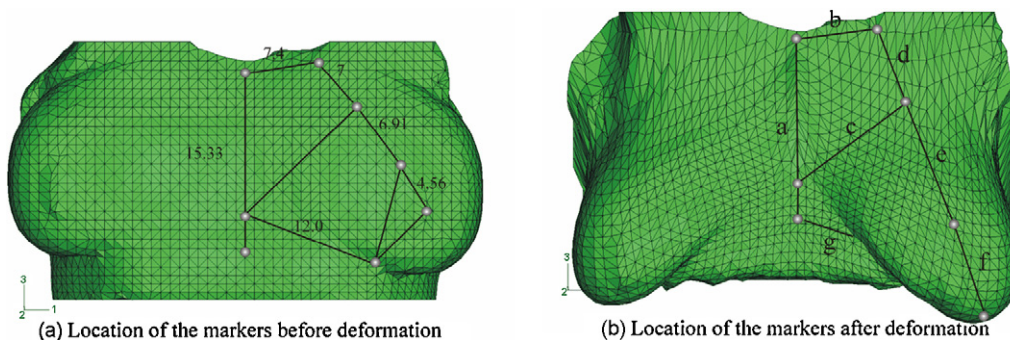 7.4
7
6.91
15.33
4.56
12.0
3
2 1
(a) Location of the markers before deformation
b
d
a
c
e
g
f
3
2
(b) Location of the markers after deformation